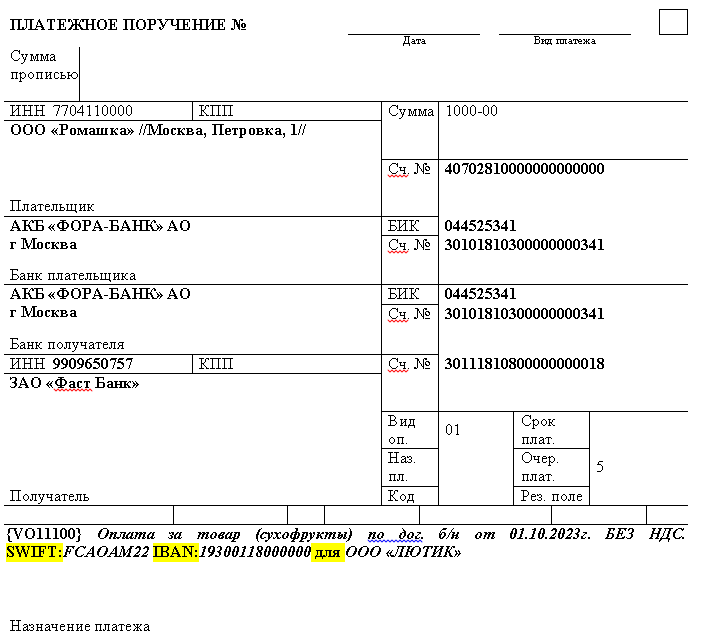 ПЛАТЕЖНОЕ ПОРУЧЕНИЕ №
Дата
Вид платежа
Сумма
прописью
ИНН 7704110000
КПП
Сумма
1000-00
ООО «Ромашка» //Москва, Петровка, 1//
Сч. №
40702810000000000000
Плательщик
АКБ «ФОРА-БАНК» АО
БИК
044525341
г Москва
Сч. №
30101810300000000341
Банк плательщика
АКБ «ФОРА-БАНК» АО
БИК
044525341
г Москва
Сч. №
30101810300000000341
Банк получателя
ИНН 9909650757
КПП
Сч. №
30111810800000000018
ЗАО «Фаст Банк»
Вид
оп.
01
Срок
плат.
Наз.
пл.
Очер.
плат.
5
Получатель
Код
Рез. поле
{VO11100} Оплата за товар (сухофрукты) по дог. б/н от 01.10.2023г. БЕЗ НДС.
SWIFT:FCAOAM22 IBAN:19300118000000 для ООО «ЛЮТИК»
Назначение платежа